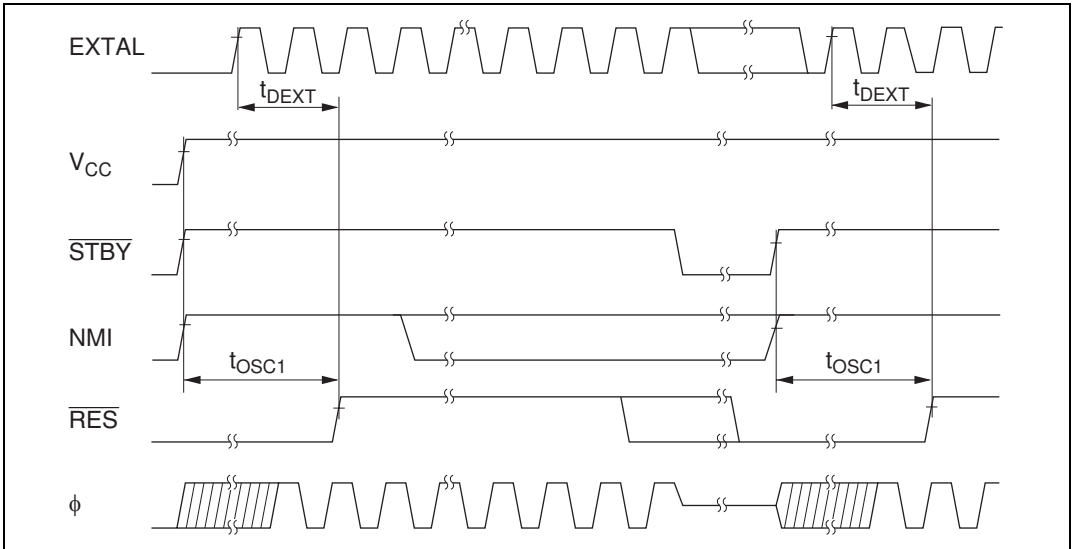 EXTAL
tDEXT tDEXT
VCC
STBY
NMI
tOSC1 tOSC1
RES
ϕ